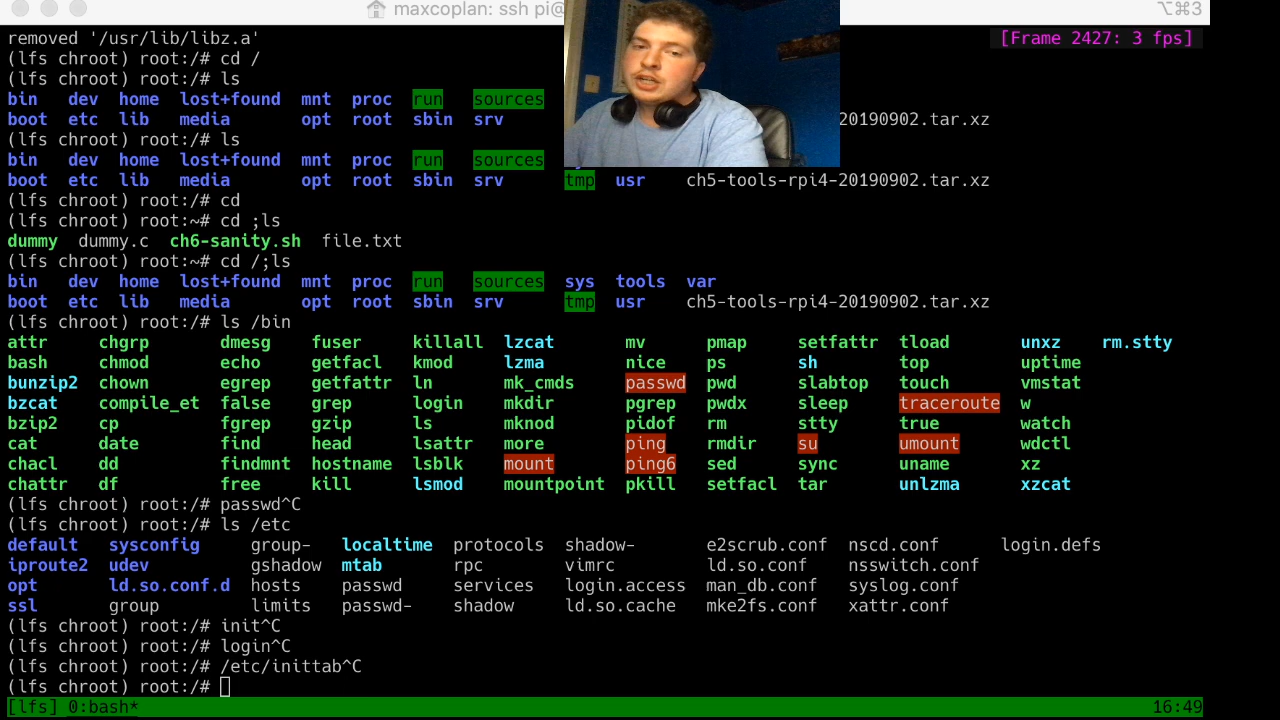 maxcoplan: ssh pi@ ⌥⌘3
removed '/usr/lib/libz.a' [Frame 2427: 3 fps]
(lfs chroot) root:/# cd /
(lfs chroot) root:/# ls
bin dev home lost+found mnt proc run sources
boot etc lib media opt root sbin srv 20190902.tar.xz
(lfs chroot) root:/# ls
bin dev home lost+found mnt proc run sources
boot etc lib media opt root sbin srv tmp usr ch5-tools-rpi4-20190902.tar.xz
(lfs chroot) root:/# cd
(lfs chroot) root:~# cd ;ls
dummy dummy.c ch6-sanity.sh file.txt
(lfs chroot) root:~# cd /;ls
bin dev home lost+found mnt proc run sources sys tools var
boot etc lib media opt root sbin srv tmp usr ch5-tools-rpi4-20190902.tar.xz
(lfs chroot) root:/# ls /bin
attr chgrp dmesg fuser killall lzcat mv pmap setfattr tload unxz rm.stty
bash chmod echo getfacl kmod lzma nice ps sh top uptime
bunzip2 chown egrep getfattr ln mk_cmds passwd pwd slabtop touch vmstat
bzcat compile_et false grep login mkdir pgrep pwdx sleep traceroute w
bzip2 cp fgrep gzip ls mknod pidof rm stty true watch
cat date find head lsattr more ping rmdir su umount wdctl
chacl dd findmnt hostname lsblk mount ping6 sed sync uname xz
chattr df free kill lsmod mountpoint pkill setfacl tar unlzma xzcat
(lfs chroot) root:/# passwd^C
(lfs chroot) root:/# ls /etc
default sysconfig group- localtime protocols shadow- e2scrub.conf nscd.conf login.defs
iproute2 udev gshadow mtab rpc vimrc ld.so.conf nsswitch.conf
opt ld.so.conf.d hosts passwd services login.access man_db.conf syslog.conf
ssl group limits passwd- shadow ld.so.cache mke2fs.conf xattr.conf
(lfs chroot) root:/# init^C
(lfs chroot) root:/# login^C
(lfs chroot) root:/# /etc/inittab^C
(lfs chroot) root:/#
[lfs] 0:bash* 16:49